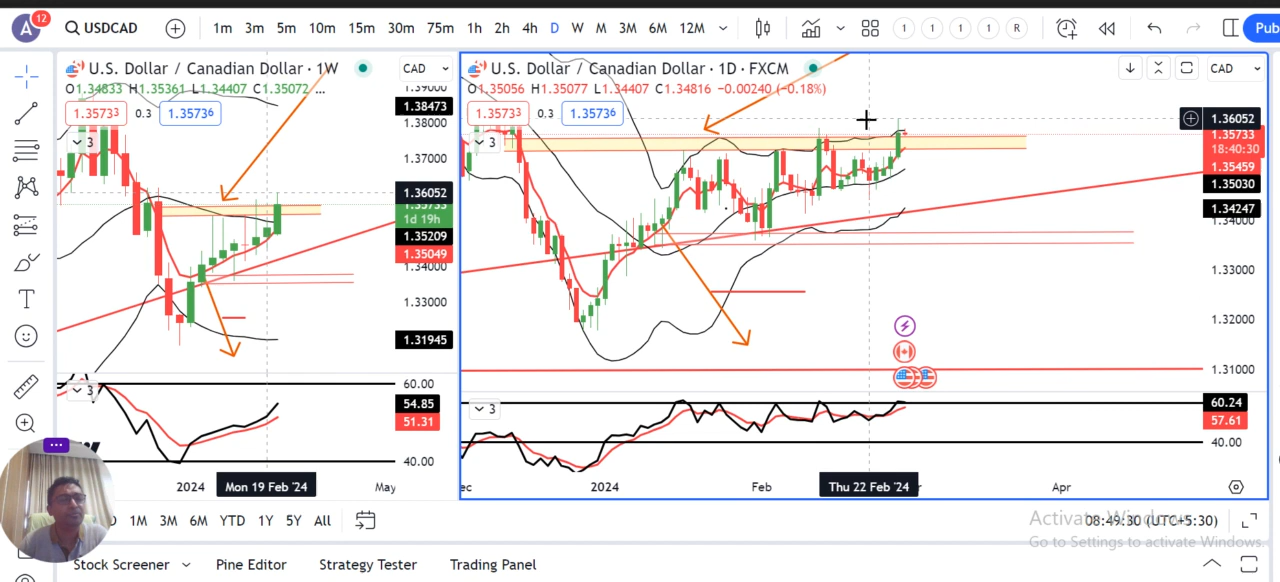 A 12 USDCAD 1m 3m 5m 10m 15m 30m 75m 1h 2h 4h D W M 3M 6M 12M 1 1 1 1 R Pub
U.S. Dollar / Canadian Dollar · 1W CAD
O1.34833 H1.35361 L1.34407 C1.35072 ...
1.35733 0.3 1.35736
3
1.39000
1.38473
1.38000
1.37000
1.36052
1.35733
1d 19h
1.35209
1.35049
1.34000
1.33000
1.31945
3
60.00
54.85
51.31
40.00
2024 Mon 19 Feb '24 May
U.S. Dollar / Canadian Dollar · 1D · FXCM CAD
O1.35056 H1.35077 L1.34407 C1.34816 −0.00240 (−0.18%)
1.35733 0.3 1.35736
3
1.36052
1.35733
18:40:30
1.35459
1.35030
1.34247
1.34000
1.33000
1.32000
1.31000
3
60.24
57.61
40.00
2024 Feb Thu 22 Feb '24 Apr
D 1M 3M 6M YTD 1Y 5Y All 08:49:30 (UTC+5:30)
Activate Windows
Go to Settings to activate Windows.
Stock Screener Pine Editor Strategy Tester Trading Panel